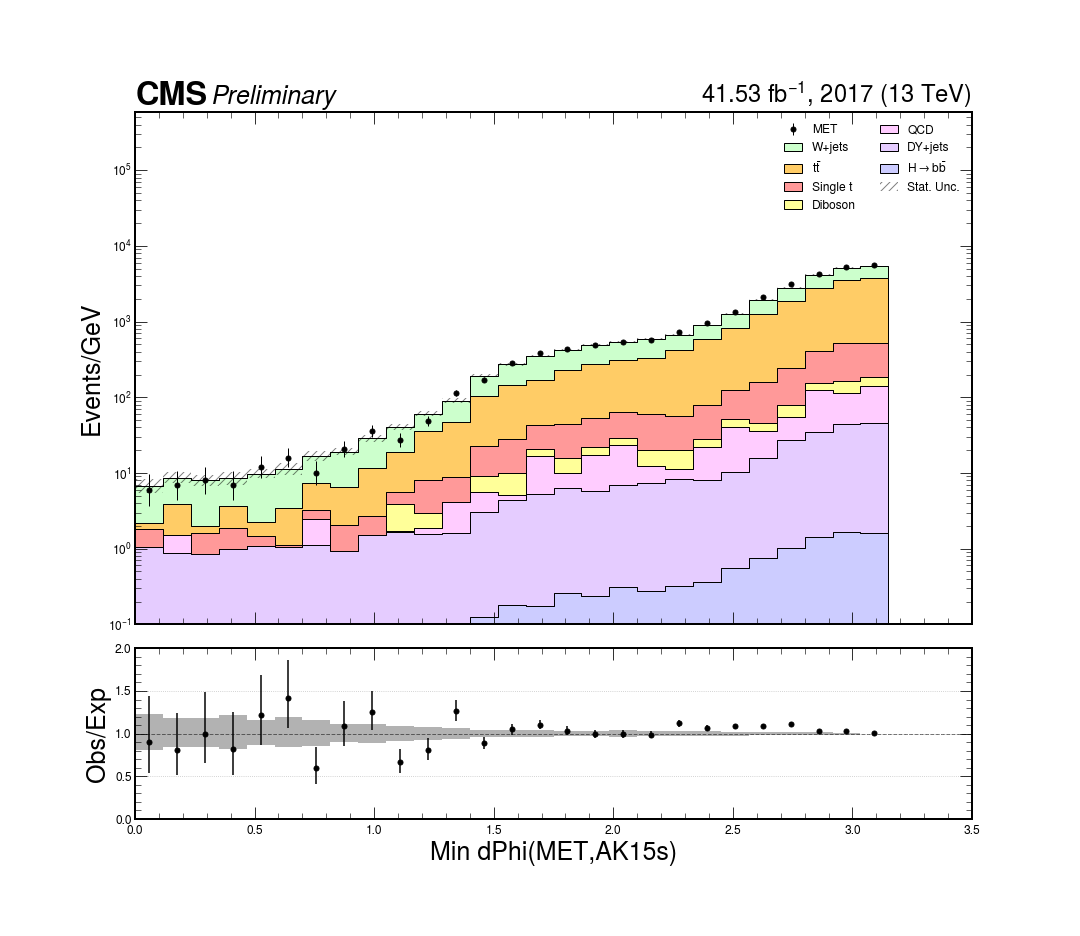 CMS Preliminary 41.53 fb⁻¹, 2017 (13 TeV)
MET QCD
W+jets DY+jets
tt̄ H→bb̄
Single t Stat. Unc.
Diboson
10⁵
10⁴
10³
10²
10¹
10⁰
10⁻¹
Events/GeV
2.0
1.5
1.0
0.5
0.0
Obs/Exp
0.0 0.5 1.0 1.5 2.0 2.5 3.0 3.5
Min dPhi(MET,AK15s)